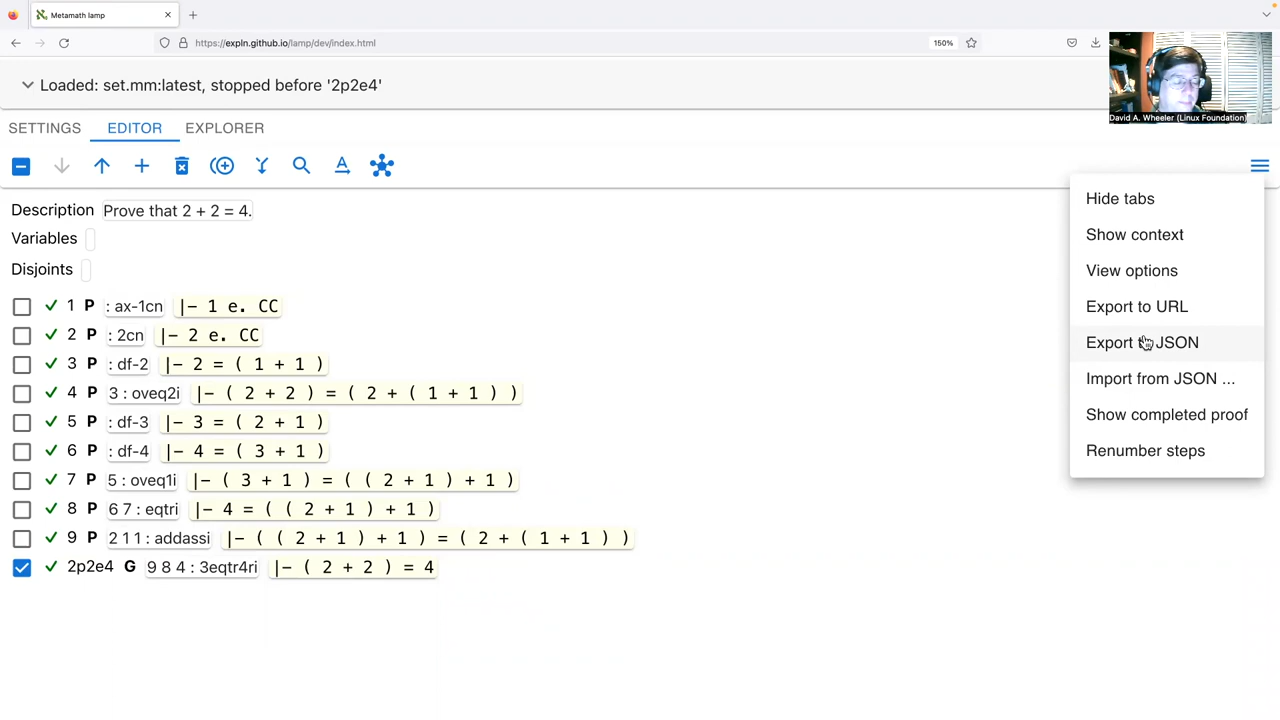 Metamath lamp
https://expln.github.io/lamp/dev/index.html
150%
David A. Wheeler (Linux Foundation)
Loaded: set.mm:latest, stopped before '2p2e4'
SETTINGS EDITOR EXPLORER
Hide tabs
Show context
View options
Export to URL
Export to JSON
Import from JSON ...
Show completed proof
Renumber steps
Description Prove that 2 + 2 = 4.
Variables
Disjoints
1 P : ax-1cn |- 1 e. CC
2 P : 2cn |- 2 e. CC
3 P : df-2 |- 2 = ( 1 + 1 )
4 P 3 : oveq2i |- ( 2 + 2 ) = ( 2 + ( 1 + 1 ) )
5 P : df-3 |- 3 = ( 2 + 1 )
6 P : df-4 |- 4 = ( 3 + 1 )
7 P 5 : oveq1i |- ( 3 + 1 ) = ( ( 2 + 1 ) + 1 )
8 P 6 7 : eqtri |- 4 = ( ( 2 + 1 ) + 1 )
9 P 2 1 1 : addassi |- ( ( 2 + 1 ) + 1 ) = ( 2 + ( 1 + 1 ) )
2p2e4 G 9 8 4 : 3eqtr4ri |- ( 2 + 2 ) = 4